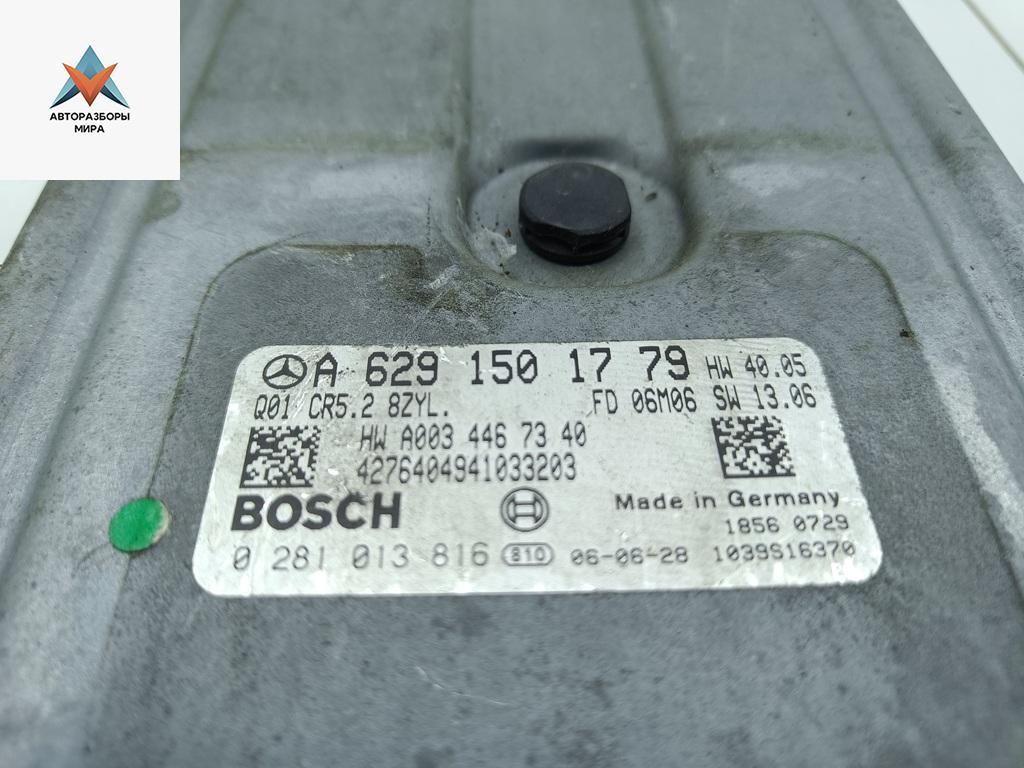 АВТОРАЗБОРЫ
МИРА
A 629 150 17 79 HW 40.05
Q01 CR5.2 8ZYL. FD 06M06 SW 13.06
HW A003 446 73 40
4276404941033203
BOSCH Made in Germany
1856 0729
0 281 013 816 810 06-06-28 1039S16370